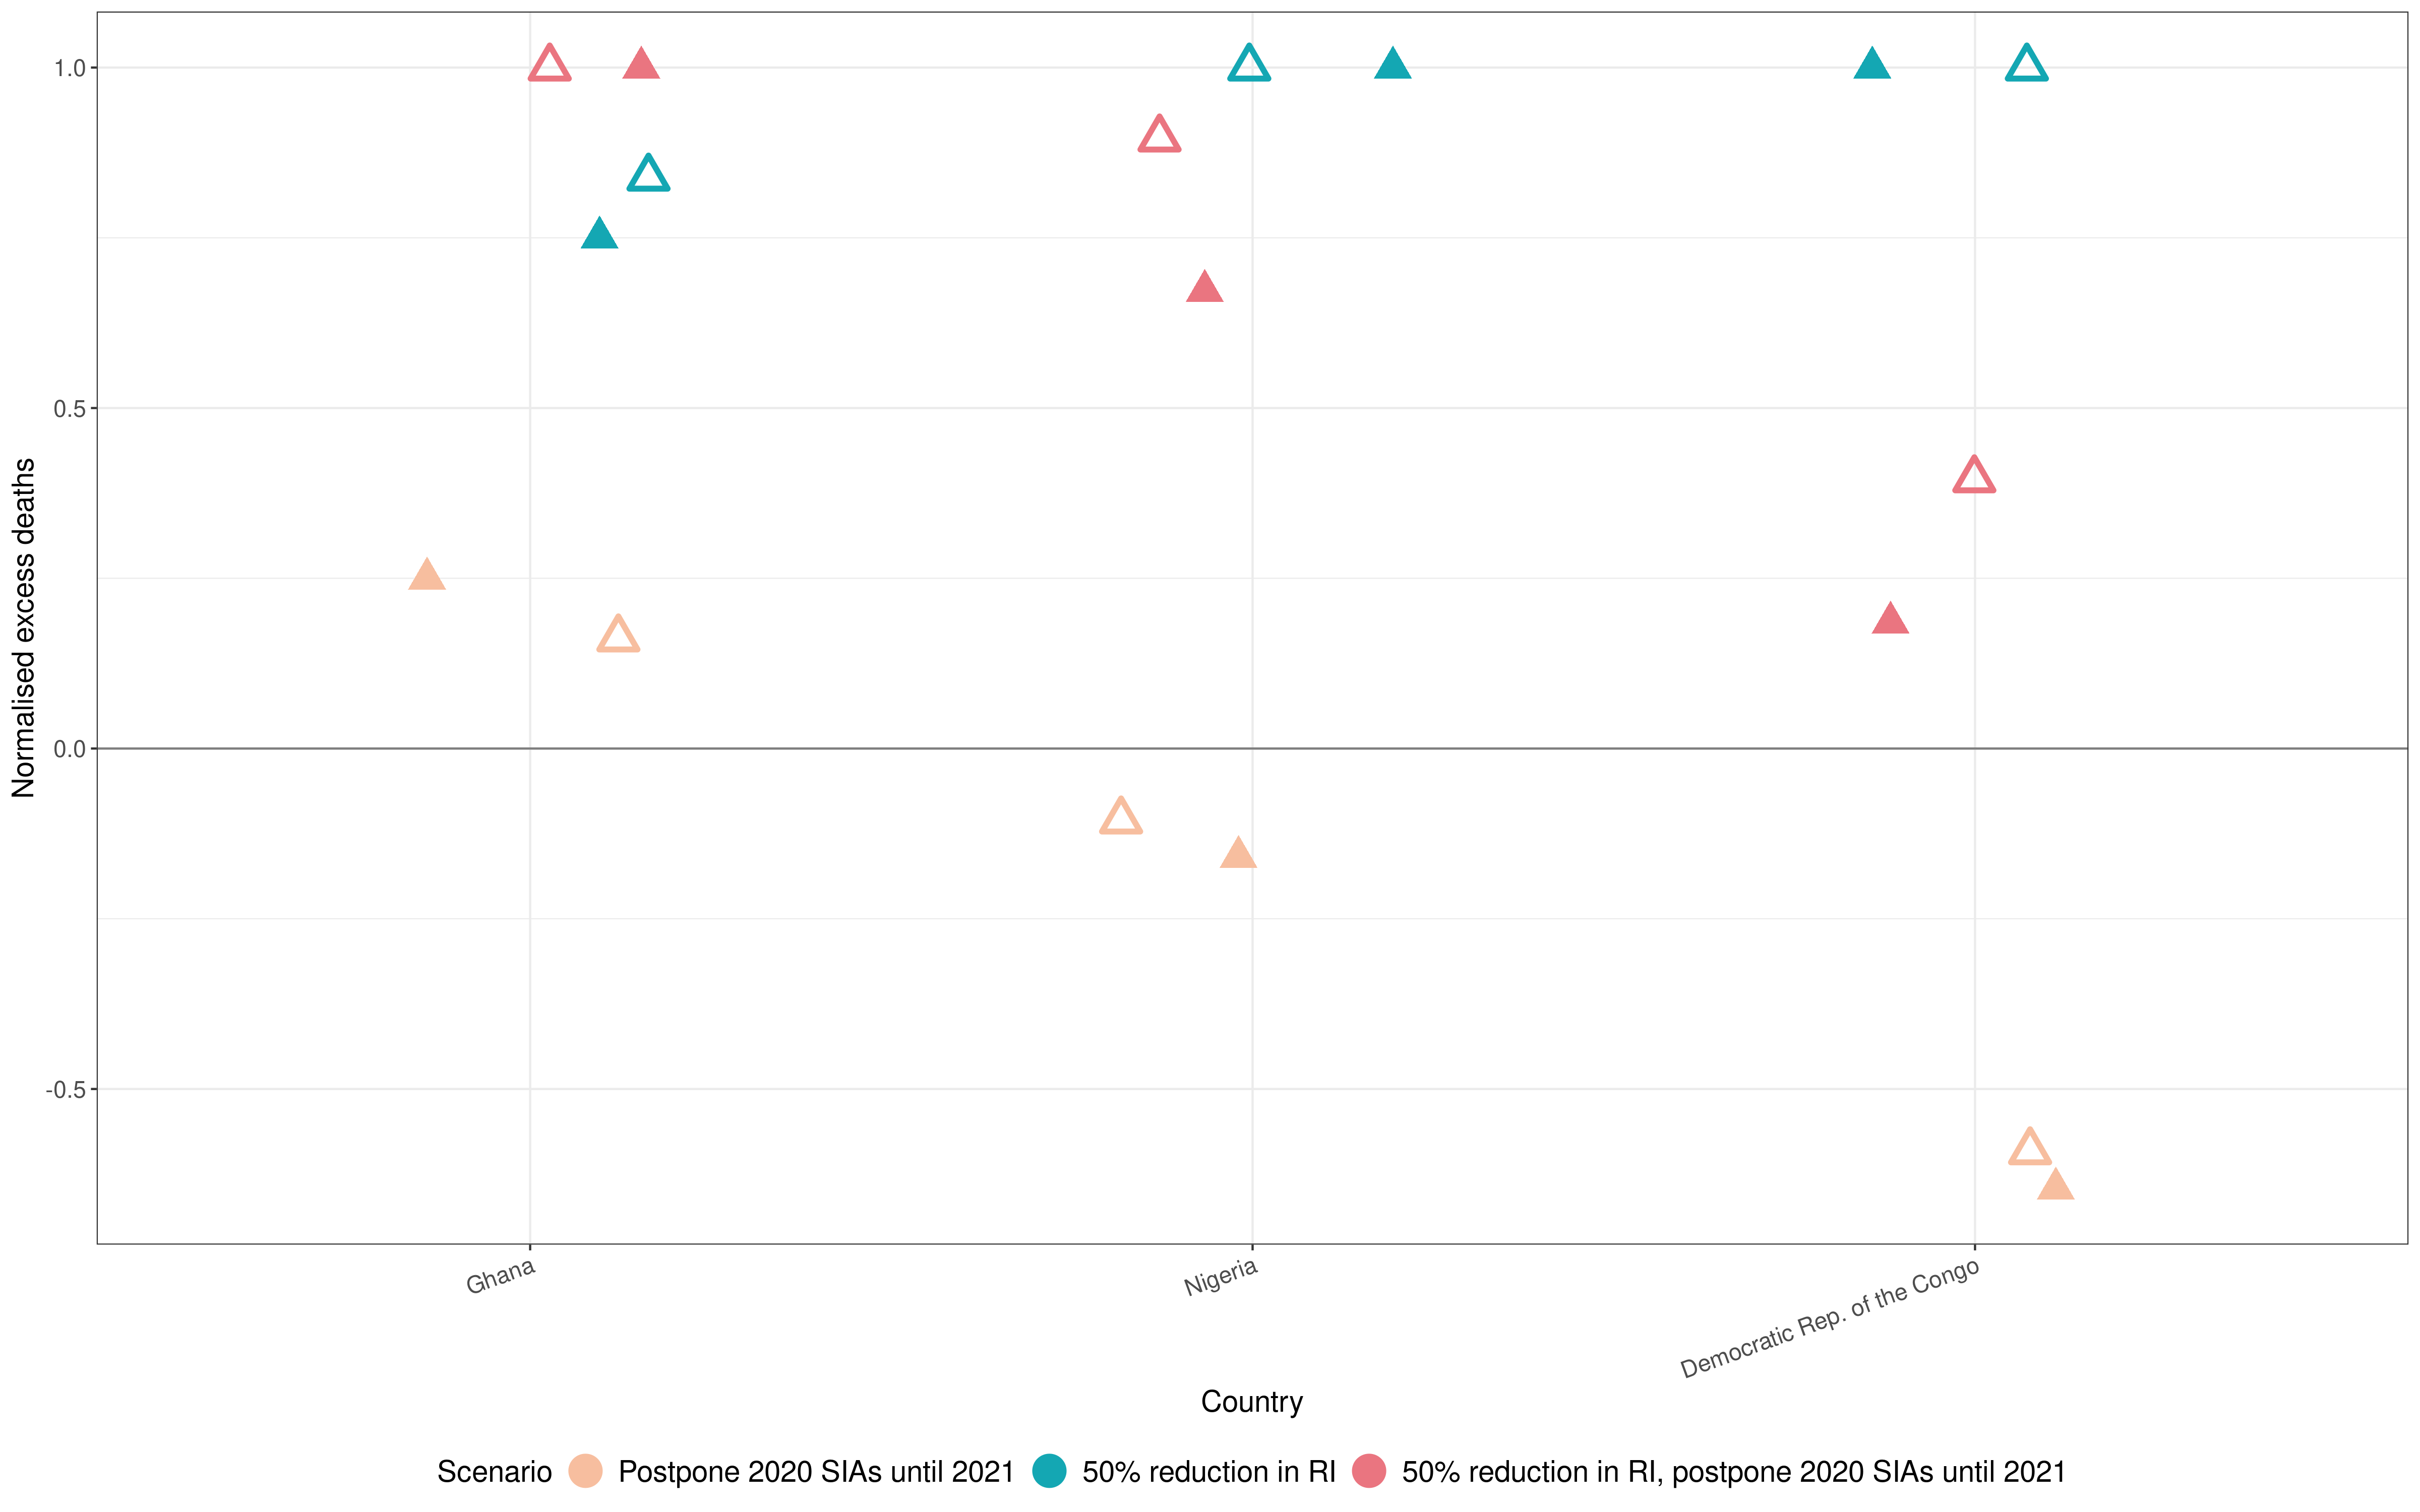 Normalised excess deaths
1.0
0.5
0.0
-0.5
Ghana
Nigeria
Democratic Rep. of the Congo
Country
Scenario Postpone 2020 SIAs until 2021 50% reduction in RI 50% reduction in RI, postpone 2020 SIAs until 2021